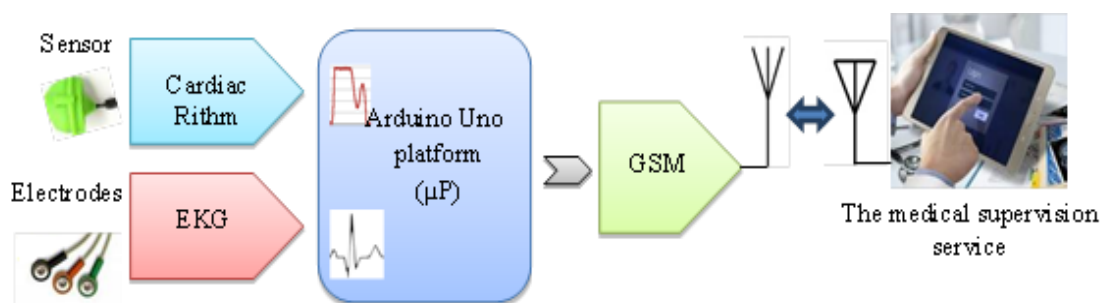 Sensor
Cardiac
Rithm
Electrodes
EKG
Arduino Uno
platform
(µP)
GSM
The medical supervision
service